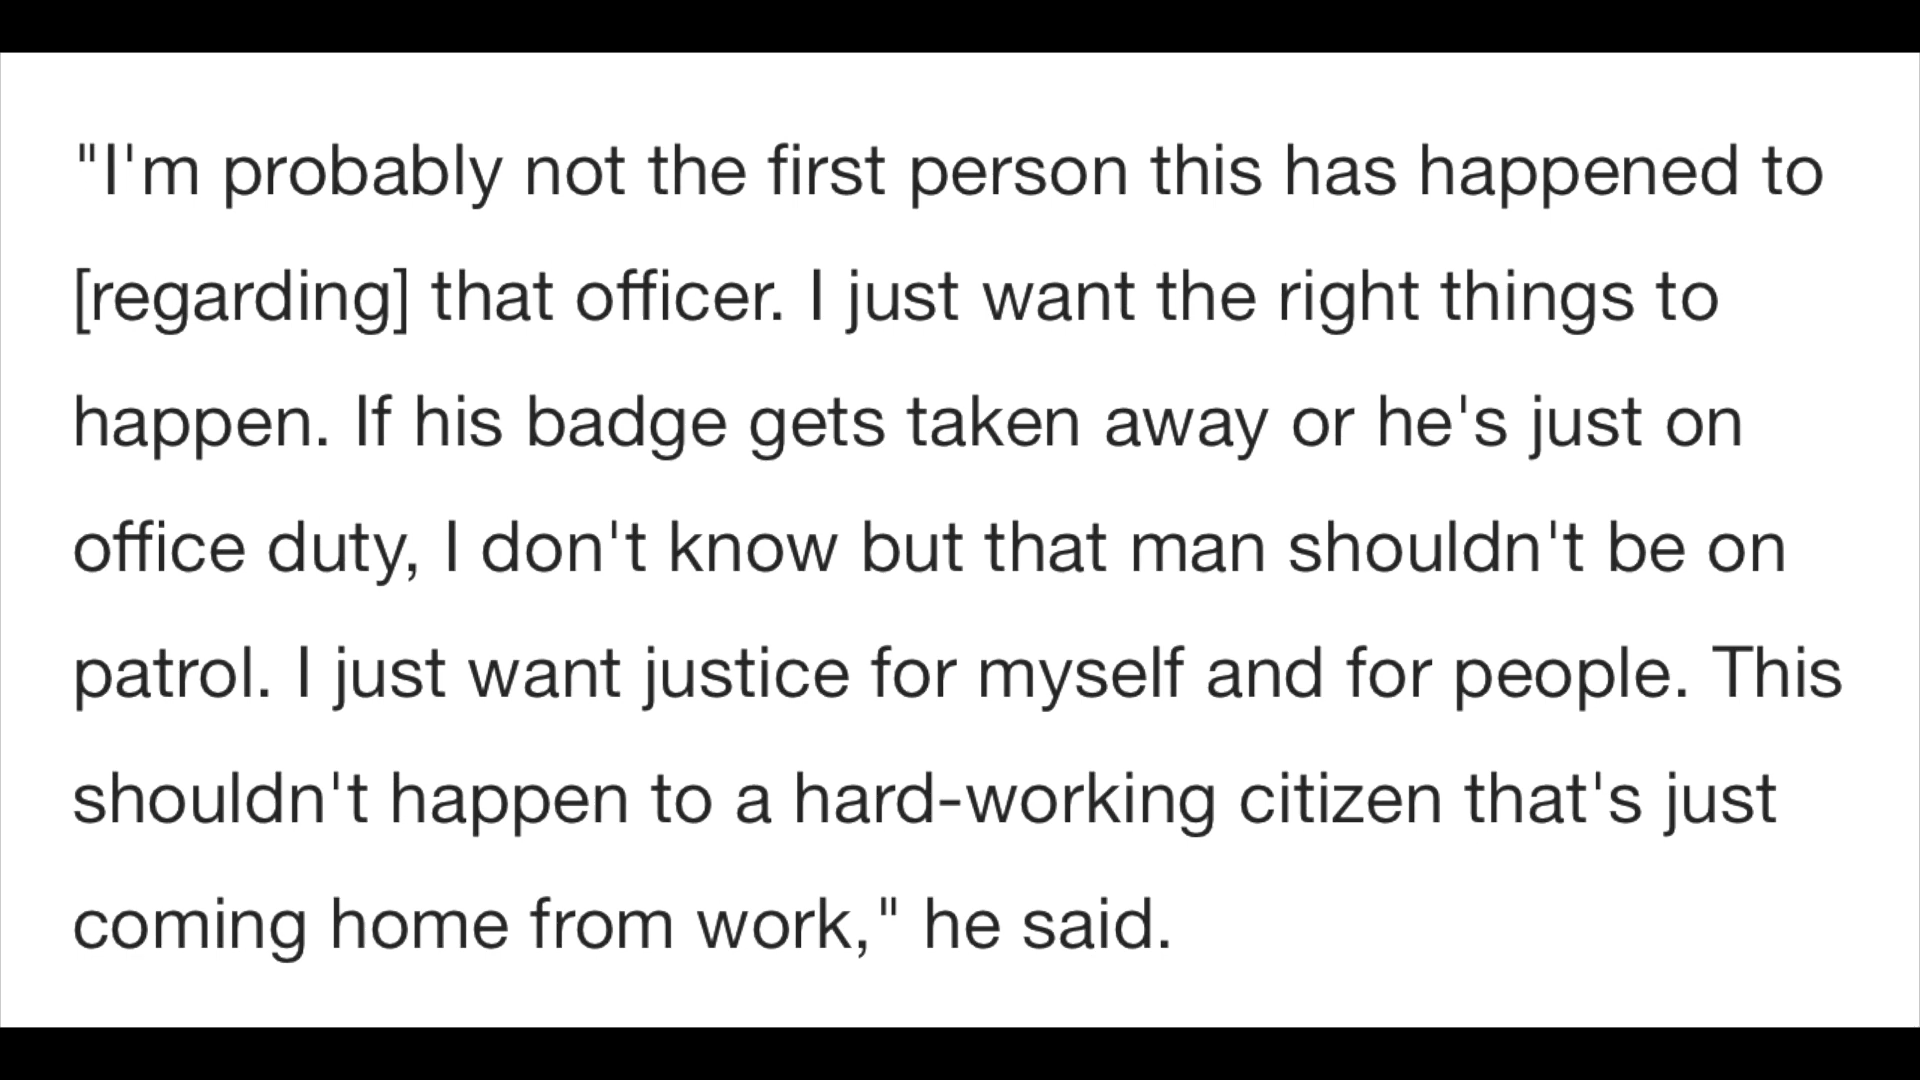 "I'm probably not the first person this has happened to
[regarding] that officer. I just want the right things to
happen. If his badge gets taken away or he's just on
office duty, I don't know but that man shouldn't be on
patrol. I just want justice for myself and for people. This
shouldn't happen to a hard-working citizen that's just
coming home from work," he said.